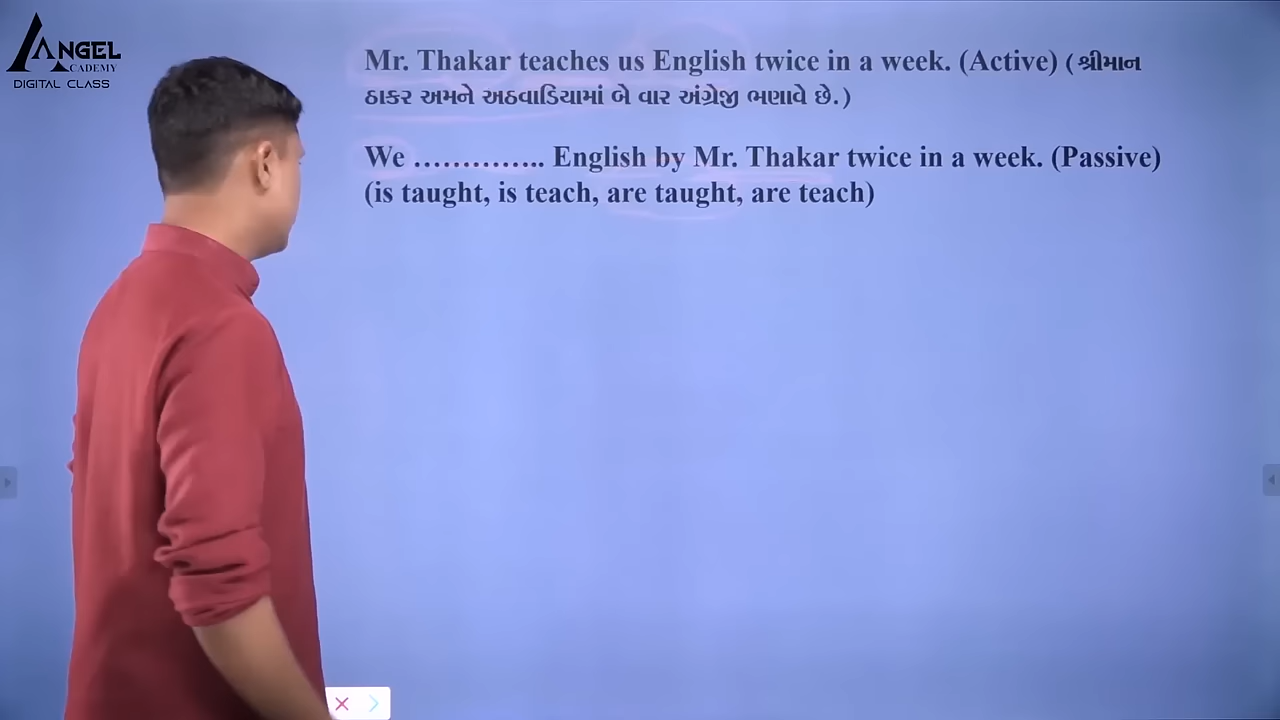 ANGEL
ACADEMY
DIGITAL CLASS
Mr. Thakar teaches us English twice in a week. (Active) (શ્રીમાન
ઠાકર અમને અઠવાડિયામાં બે વાર અંગ્રેજી ભણાવે છે.)
We ………….. English by Mr. Thakar twice in a week. (Passive)
(is taught, is teach, are taught, are teach)